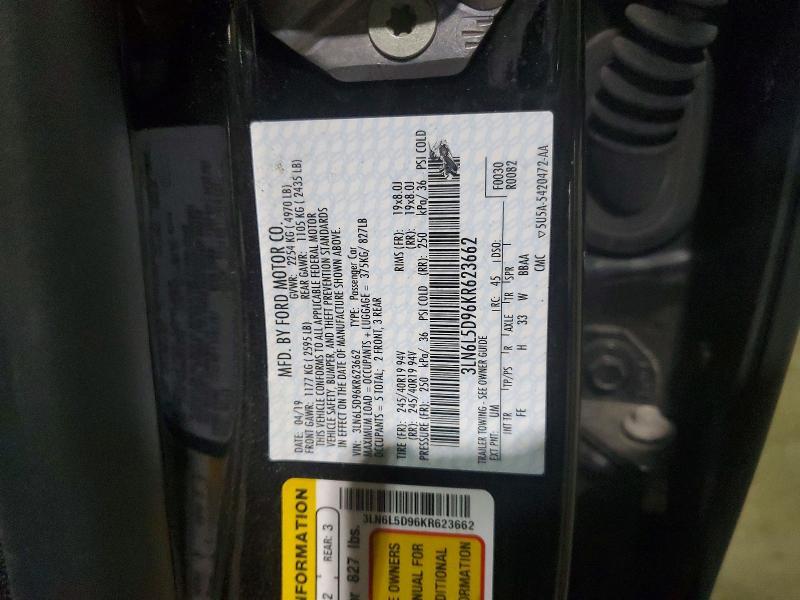 MFD. BY FORD MOTOR CO.
DATE: 04/19 GVWR: 2254 KG ( 4970 LB)
FRONT GAWR: 1177 KG ( 2595 LB) REAR GAWR: 1105 KG ( 2435 LB)
THIS VEHICLE CONFORMS TO ALL APPLICABLE FEDERAL MOTOR
VEHICLE SAFETY, BUMPER, AND THEFT PREVENTION STANDARDS
IN EFFECT ON THE DATE OF MANUFACTURE SHOWN ABOVE.
VIN: 3LN6L5D96KR623662 TYPE: Passenger Car
MAXIMUM LOAD = OCCUPANTS + LUGGAGE = 375KG/ 827LB
OCCUPANTS = 5 TOTAL; 2 FRONT, 3 REAR
TIRE (FR): 245/40R19 94V RIMS (FR): 19x8.0J
(RR): 245/40R19 94V (RR): 19x8.0J
PRESSURE (FR): 250 kPa/ 36 PSI COLD (RR): 250 kPa/ 36 PSI COLD
3LN6L5D96KR623662
TRAILER TOWING - SEE OWNER GUIDE
F0030
R0082
EXT PNT: UM RC: 45 DSO:
INT TR TP/PS R AXLE TR SPR
FE H 33 W BBAA
CMC ▽5U5A-5420472-AA
INFORMATION
2, REAR: 3
827 lbs.
3LN6L5D96KR623662
OWNERS
MANUAL FOR